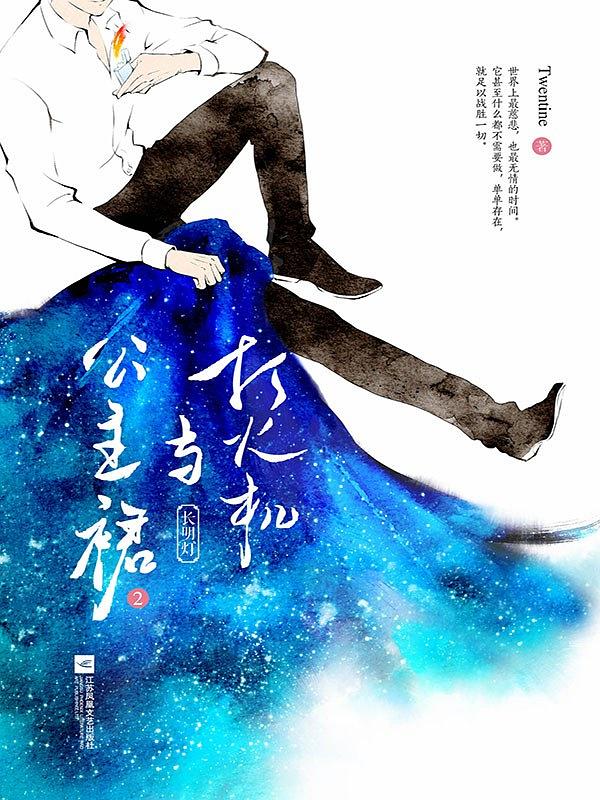 Twentine 著
世界上最慈悲，也最无情的时间。
它甚至什么都不需要做，单单存在，
就足以战胜一切。
打火机
与
公主裙
长明灯
2
江苏凤凰文艺出版社